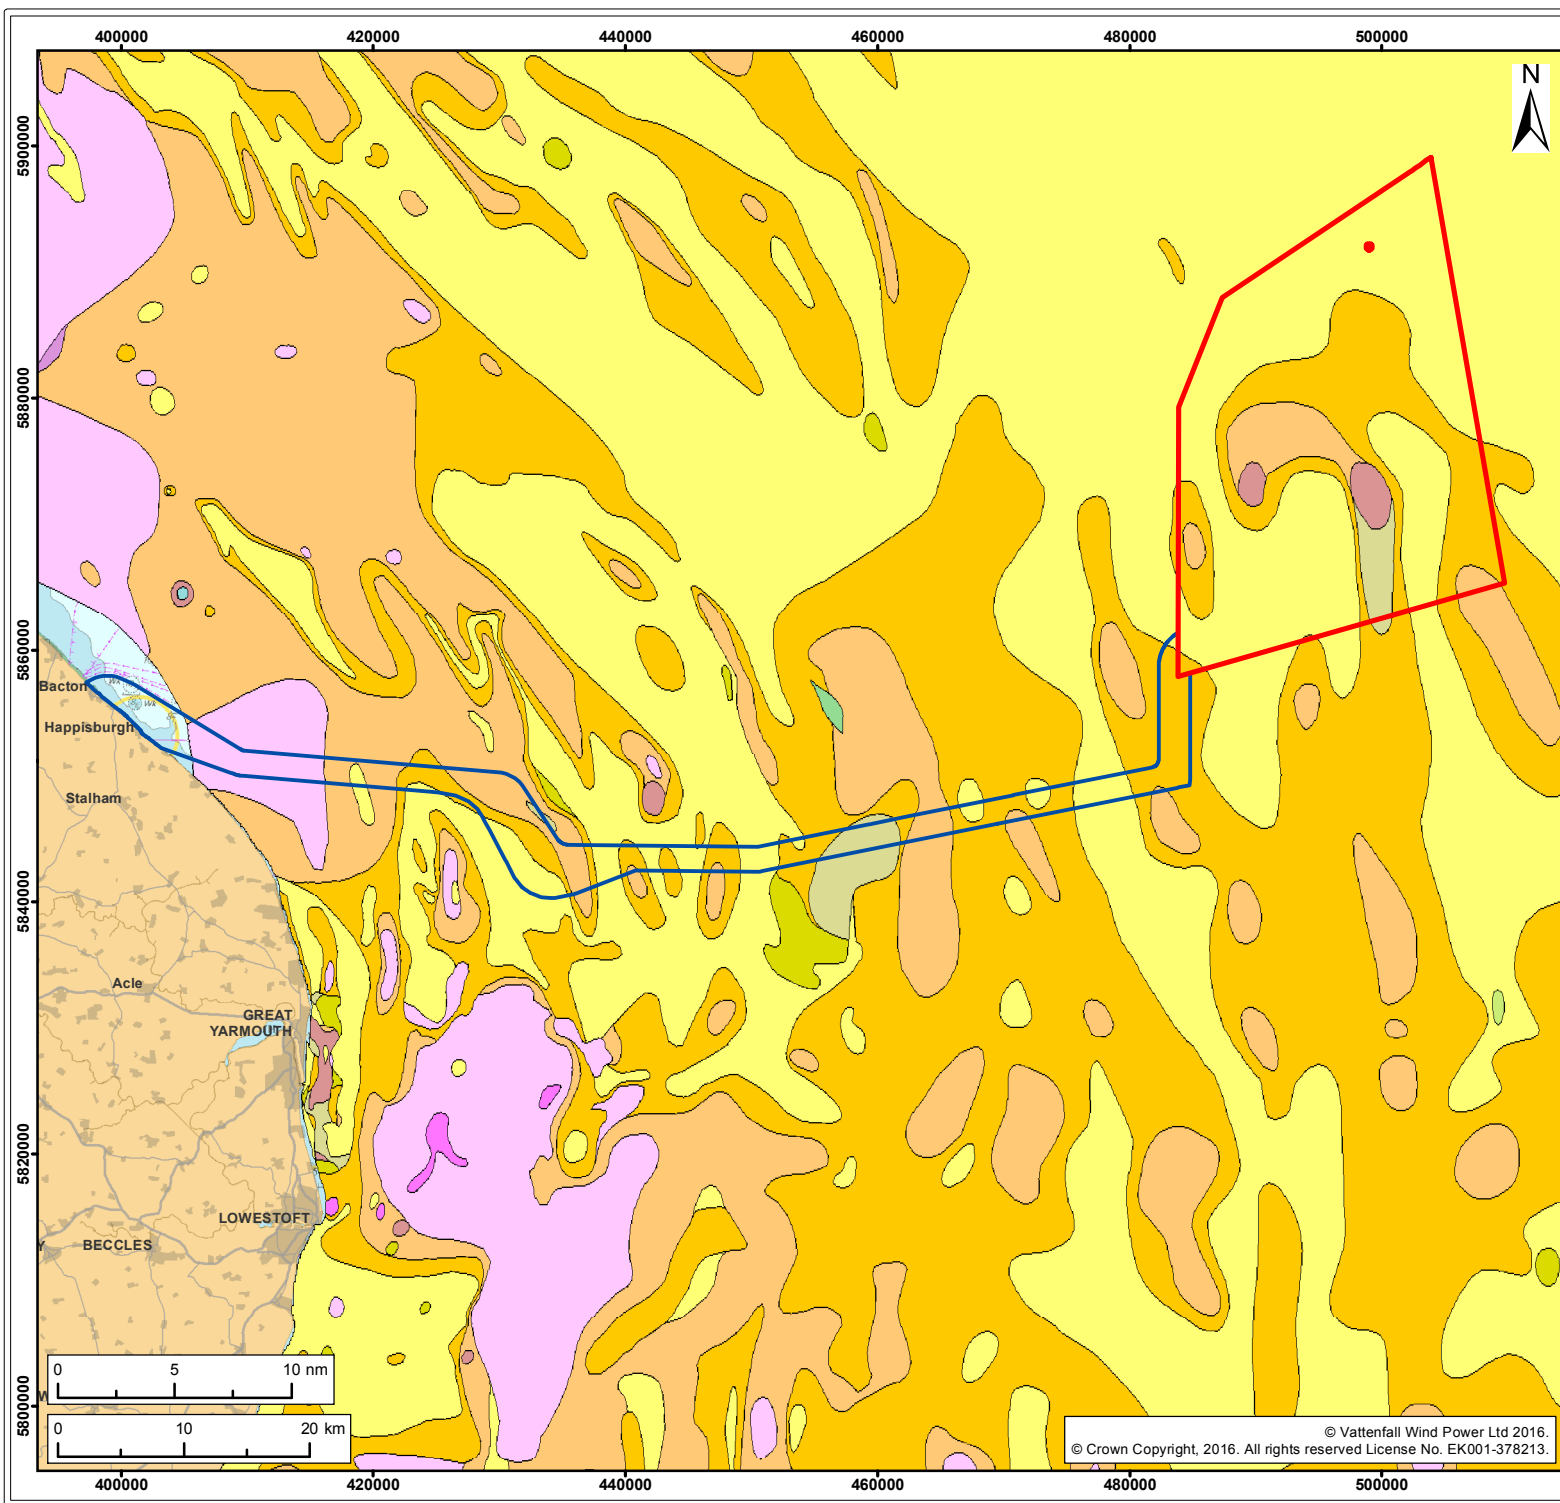 400000 420000 440000 460000 480000 500000
N
5900000
5880000
5860000
5840000
5820000
5800000
Bacton
Wk
Wk
Happisburgh
Stalham
Acle
GREAT
YARMOUTH
LOWESTOFT
BECCLES
0 5 10 nm
0 10 20 km
© Vattenfall Wind Power Ltd 2016.
© Crown Copyright, 2016. All rights reserved License No. EK001-378213.
400000 420000 440000 460000 480000 500000